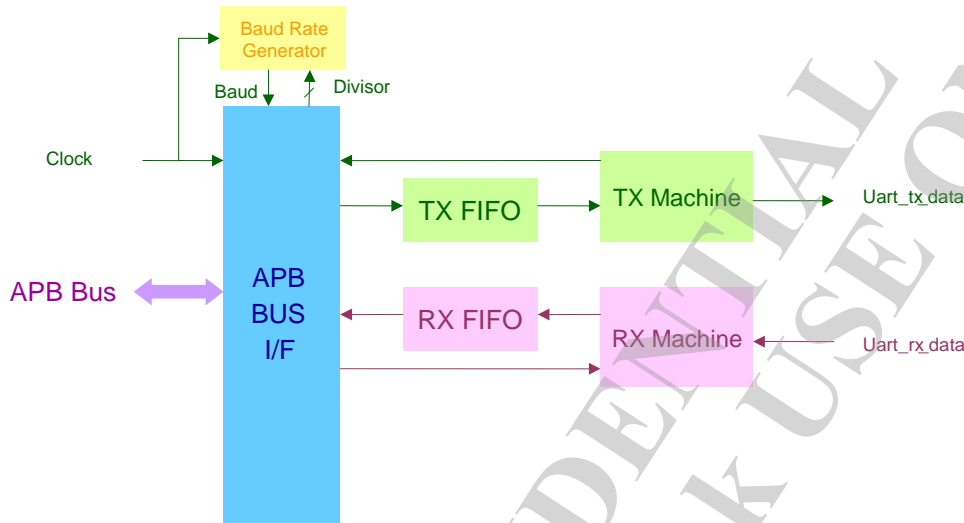 Baud Rate
Generator
Baud
Divisor
Clock
TX FIFO
TX Machine
Uart_tx_data
APB Bus
APB
BUS
I/F
RX FIFO
RX Machine
Uart_rx_data